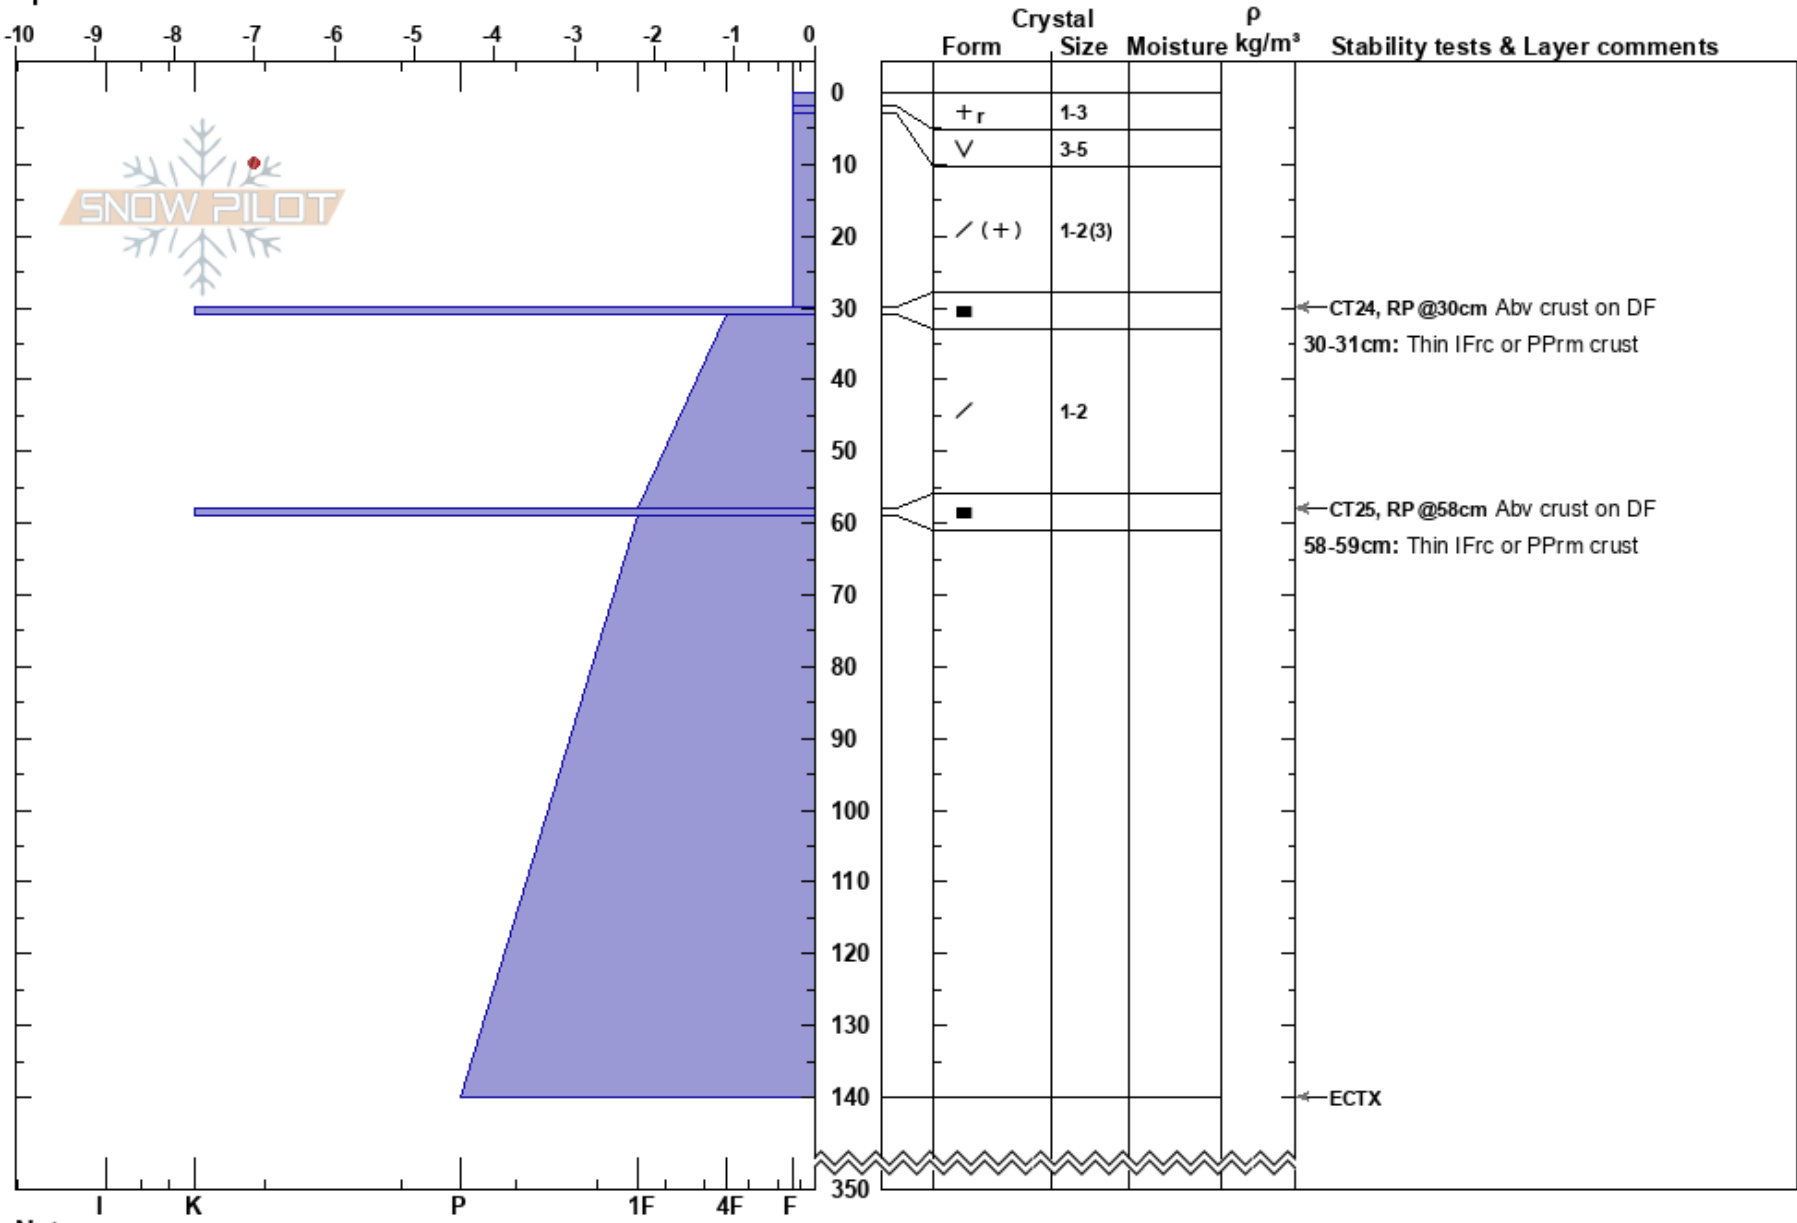 Crystal ρ
-10 -9 -8 -7 -6 -5 -4 -3 -2 -1 0
Form Size Moisture kg/m³ Stability tests & Layer comments
0
+ r 1-3
V 3-5
10
SNOW PILOT
20
/ (+) 1-2(3)
30
CT24, RP @30cm Abv crust on DF
30-31cm: Thin IFrc or PPrm crust
40
/ 1-2
50
CT25, RP @58cm Abv crust on DF
60
58-59cm: Thin IFrc or PPrm crust
70
80
90
100
110
120
130
140
ECTX
350
I K P 1F 4F F